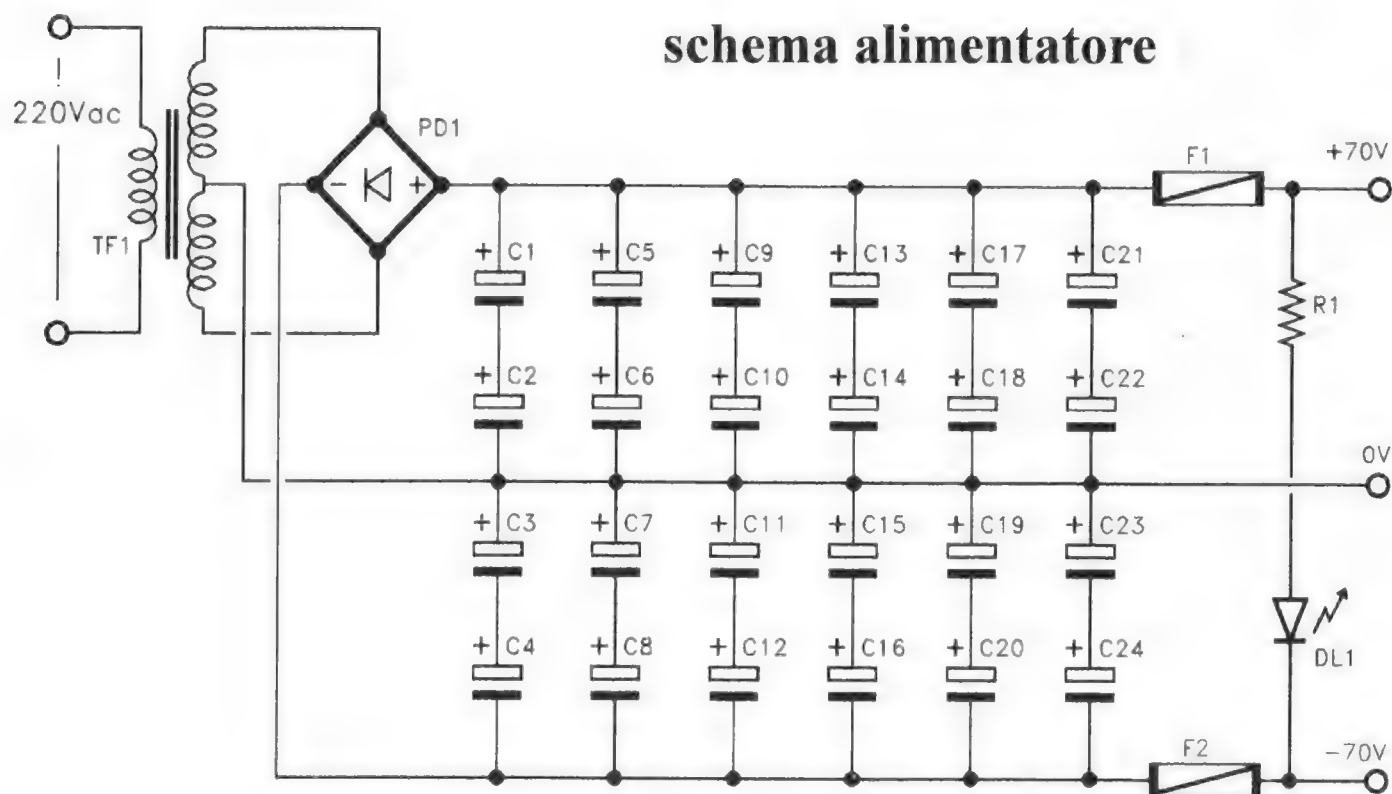 schema alimentatore
220Vac
TF1
PD1
F1
+70V
+ C1
+ C5
+ C9
+ C13
+ C17
+ C21
R1
+ C2
+ C6
+ C10
+ C14
+ C18
+ C22
0V
+ C3
+ C7
+ C11
+ C15
+ C19
+ C23
+ C4
+ C8
+ C12
+ C16
+ C20
+ C24
DL1
F2
-70V
- +